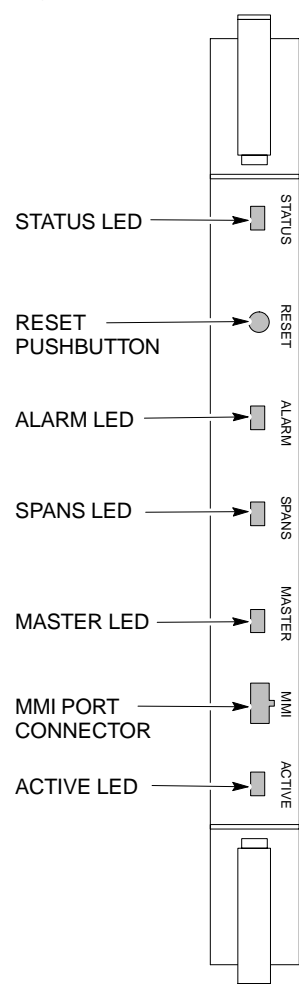 STATUS LED
STATUS
RESET
PUSHBUTTON
RESET
ALARM LED
ALARM
SPANS LED
SPANS
MASTER LED
MASTER
MMI PORT
CONNECTOR
MMI
ACTIVE LED
ACTIVE